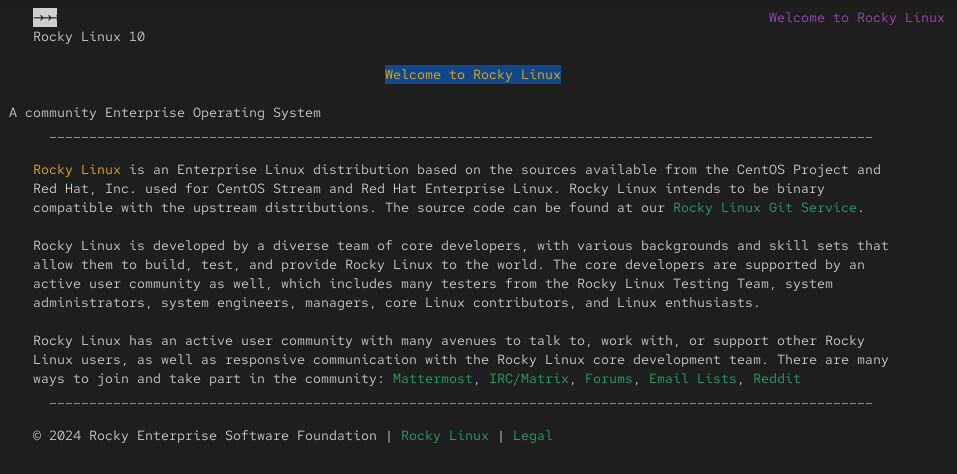 →→→ Welcome to Rocky Linux
Rocky Linux 10
Welcome to Rocky Linux
A community Enterprise Operating System
Rocky Linux is an Enterprise Linux distribution based on the sources available from the CentOS Project and
Red Hat, Inc. used for CentOS Stream and Red Hat Enterprise Linux. Rocky Linux intends to be binary
compatible with the upstream distributions. The source code can be found at our Rocky Linux Git Service.
Rocky Linux is developed by a diverse team of core developers, with various backgrounds and skill sets that
allow them to build, test, and provide Rocky Linux to the world. The core developers are supported by an
active user community as well, which includes many testers from the Rocky Linux Testing Team, system
administrators, system engineers, managers, core Linux contributors, and Linux enthusiasts.
Rocky Linux has an active user community with many avenues to talk to, work with, or support other Rocky
Linux users, as well as responsive communication with the Rocky Linux core development team. There are many
ways to join and take part in the community: Mattermost, IRC/Matrix, Forums, Email Lists, Reddit
© 2024 Rocky Enterprise Software Foundation | Rocky Linux | Legal